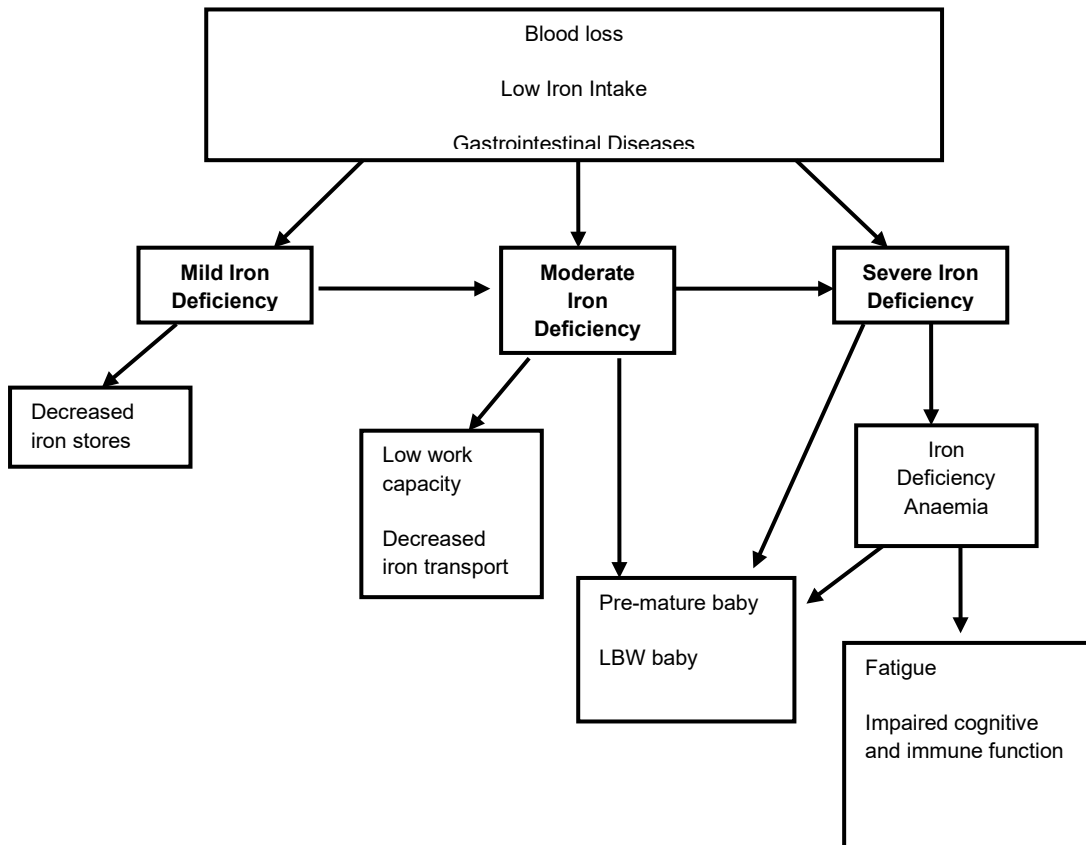 Blood loss
Low Iron Intake
Gastrointestinal Diseases
Mild Iron
Deficiency
Moderate
Iron
Deficiency
Severe Iron
Deficiency
Decreased
iron stores
Low work
capacity
Decreased
iron transport
Iron
Deficiency
Anaemia
Pre-mature baby
LBW baby
Fatigue
Impaired cognitive
and immune function